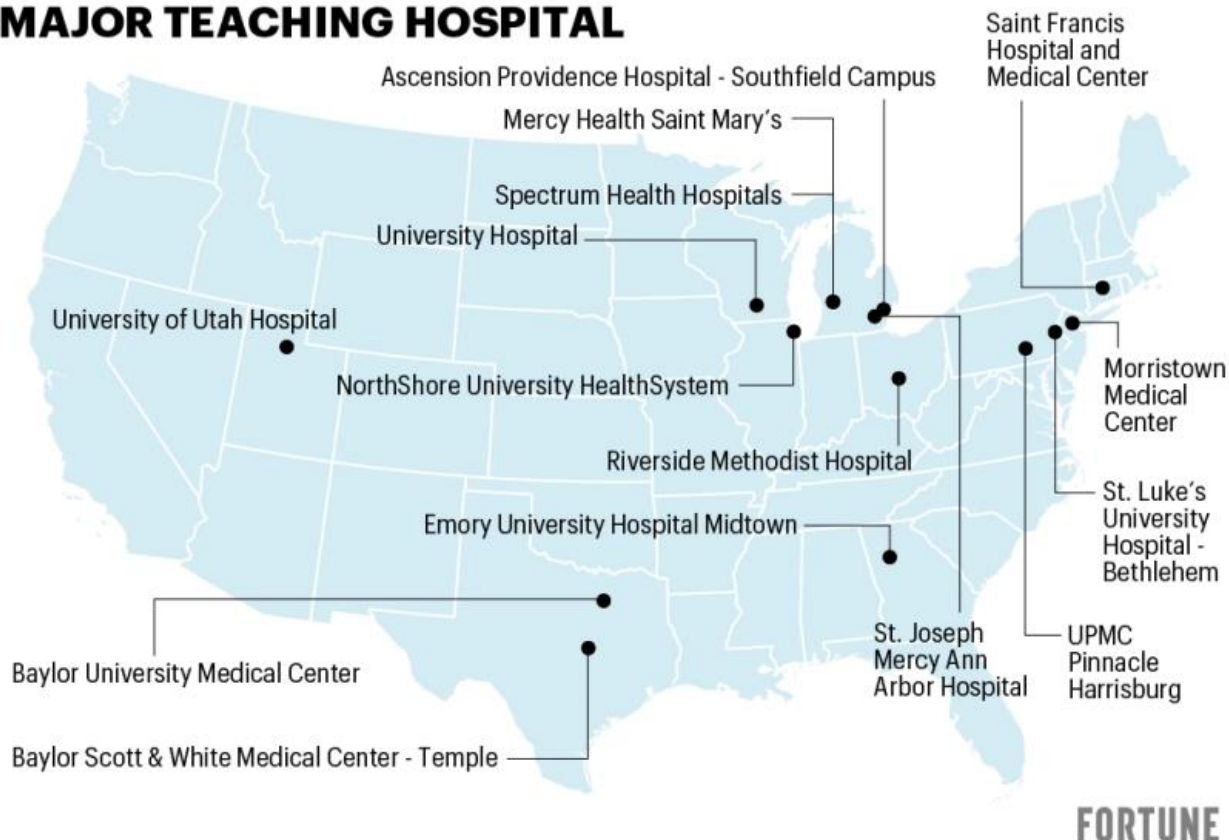 MAJOR TEACHING HOSPITAL
Saint Francis
Hospital and
Medical Center
Ascension Providence Hospital - Southfield Campus
Mercy Health Saint Mary's
Spectrum Health Hospitals
University Hospital
University of Utah Hospital
NorthShore University HealthSystem
Morristown
Medical
Center
Riverside Methodist Hospital
St. Luke's
University
Hospital -
Bethlehem
Emory University Hospital Midtown
St. Joseph
Mercy Ann
Arbor Hospital
UPMC
Pinnacle
Harrisburg
Baylor University Medical Center
Baylor Scott & White Medical Center - Temple
FORTUNE